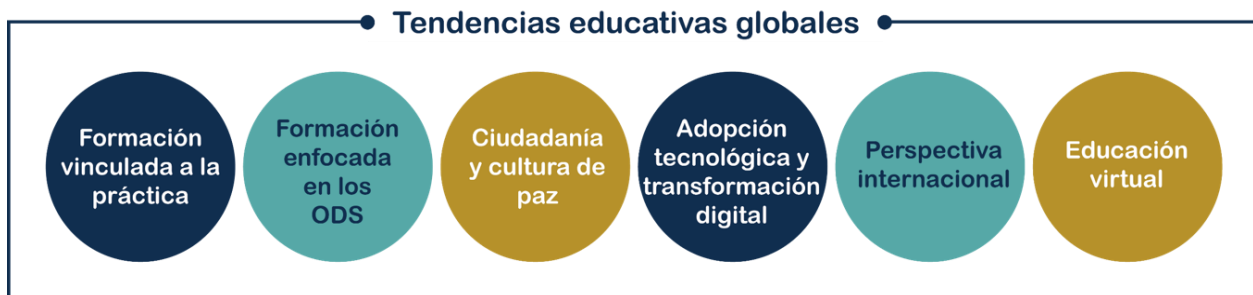 Tendencias educativas globales
Formación
vinculada a la
práctica
Formación
enfocada
en los
ODS
Ciudadanía
y cultura de
paz
Adopción
tecnológica y
transformación
digital
Perspectiva
internacional
Educación
virtual